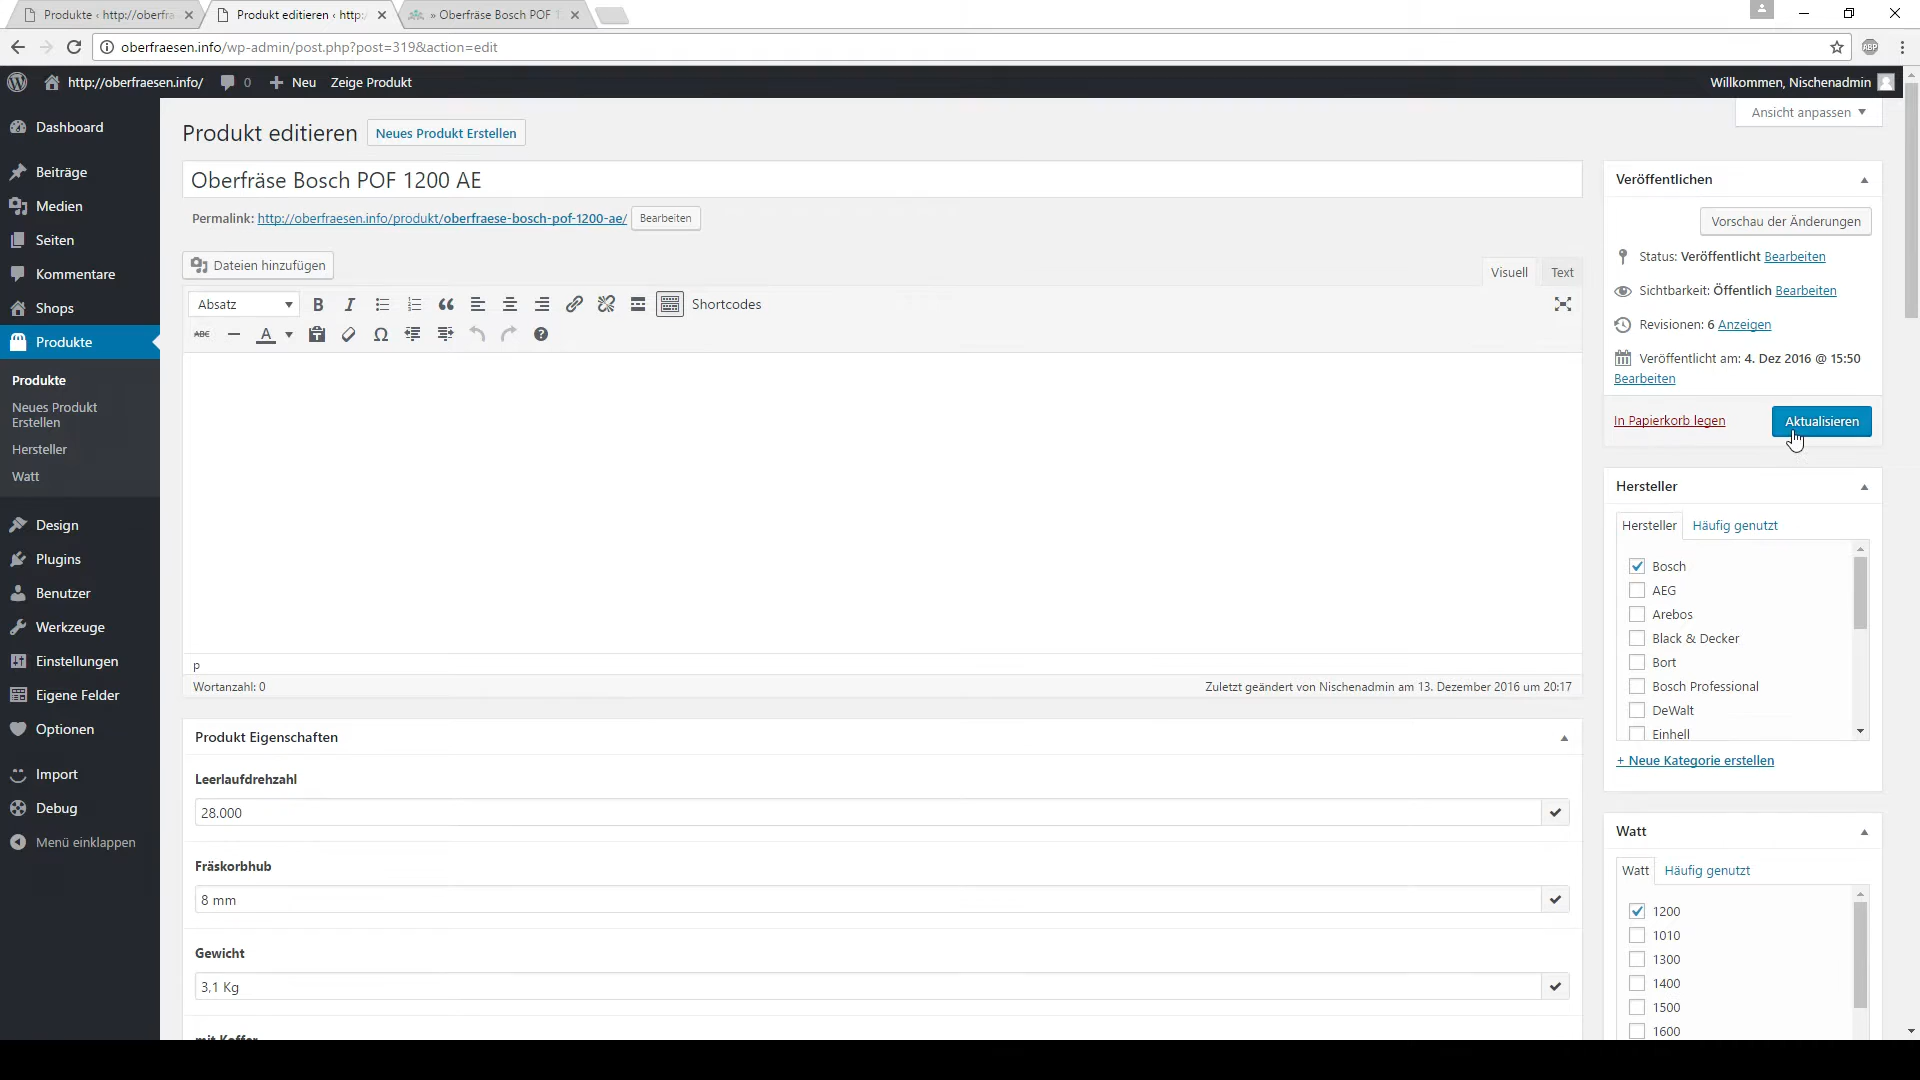 Produkte ‹ http://oberfra
Produkt editieren ‹ http:
» Oberfräse Bosch POF 1
oberfraesen.info/wp-admin/post.php?post=319&action=edit
ABP
http://oberfraesen.info/
0
Neu
Zeige Produkt
Willkommen, Nischenadmin
Dashboard
Beiträge
Medien
Seiten
Kommentare
Shops
Produkte
Produkte
Neues Produkt
Erstellen
Hersteller
Watt
Design
Plugins
Benutzer
Werkzeuge
Einstellungen
Eigene Felder
Optionen
Import
Debug
Menü einklappen
Ansicht anpassen
Produkt editieren
Neues Produkt Erstellen
Oberfräse Bosch POF 1200 AE
Permalink: http://oberfraesen.info/produkt/oberfraese-bosch-pof-1200-ae/ Bearbeiten
Dateien hinzufügen
Visuell
Text
Absatz
Shortcodes
p
Wortanzahl: 0
Zuletzt geändert von Nischenadmin am 13. Dezember 2016 um 20:17
Produkt Eigenschaften
Leerlaufdrehzahl
28.000
Fräskorbhub
8 mm
Gewicht
3,1 Kg
mit Koffer
Veröffentlichen
Vorschau der Änderungen
Status: Veröffentlicht Bearbeiten
Sichtbarkeit: Öffentlich Bearbeiten
Revisionen: 6 Anzeigen
Veröffentlicht am: 4. Dez 2016 @ 15:50
Bearbeiten
In Papierkorb legen
Aktualisieren
Hersteller
Hersteller
Häufig genutzt
Bosch
AEG
Arebos
Black & Decker
Bort
Bosch Professional
DeWalt
Einhell
+ Neue Kategorie erstellen
Watt
Watt
Häufig genutzt
1200
1010
1300
1400
1500
1600